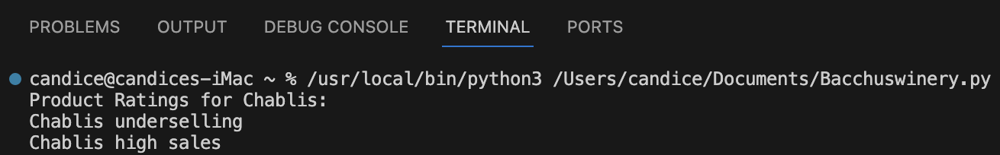 PROBLEMS OUTPUT DEBUG CONSOLE TERMINAL PORTS
candice@candices-iMac ~ % /usr/local/bin/python3 /Users/candice/Documents/Bacchuswinery.py
Product Ratings for Chablis:
Chablis underselling
Chablis high sales